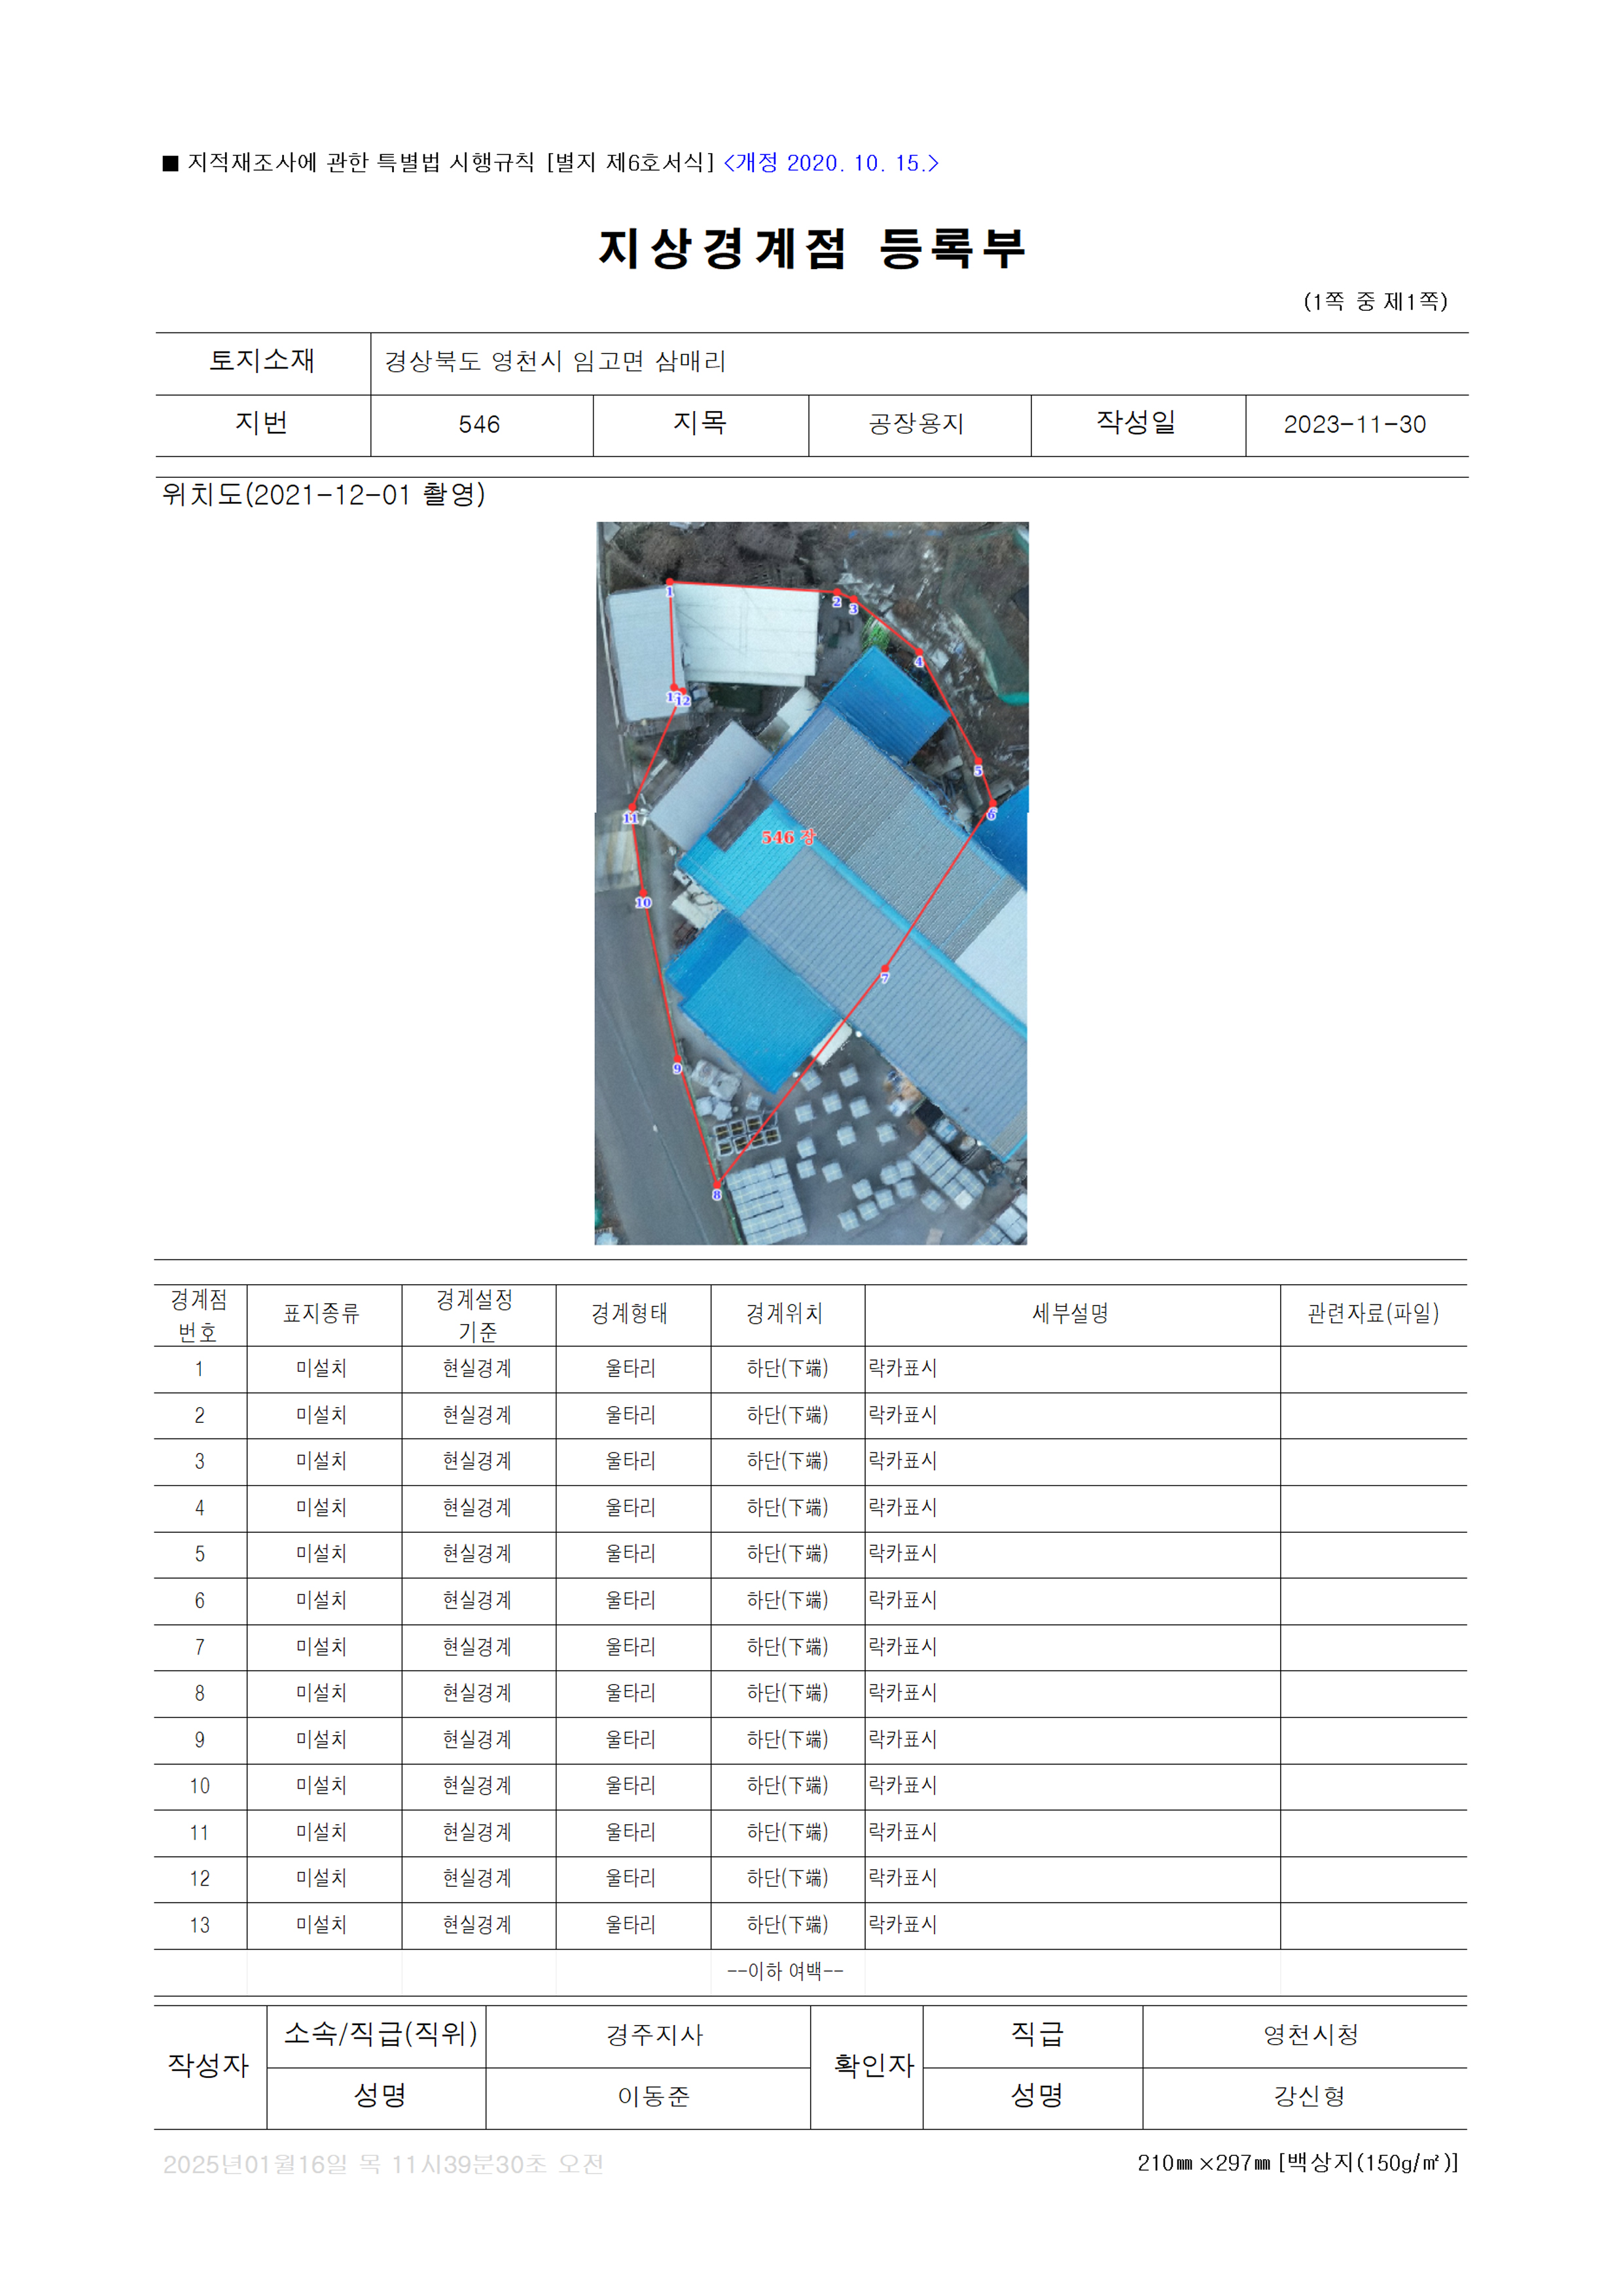 ■ 지적재조사에 관한 특별법 시행규칙 [별지 제6호서식] <개정 2020. 10. 15.>
지상경계점 등록부
(1쪽 중 제1쪽)
토지소재 경상북도 영천시 임고면 삼매리
지번 546 지목 공장용지 작성일 2023-11-30
위치도(2021-12-01 촬영)
1
2
3
4
12
5
6
11
546 장
10
7
9
8
경계점 번호 표지종류 경계설정 기준 경계형태 경계위치 세부설명 관련자료(파일)
1 미설치 현실경계 울타리 하단(下端) 락카표시
2 미설치 현실경계 울타리 하단(下端) 락카표시
3 미설치 현실경계 울타리 하단(下端) 락카표시
4 미설치 현실경계 울타리 하단(下端) 락카표시
5 미설치 현실경계 울타리 하단(下端) 락카표시
6 미설치 현실경계 울타리 하단(下端) 락카표시
7 미설치 현실경계 울타리 하단(下端) 락카표시
8 미설치 현실경계 울타리 하단(下端) 락카표시
9 미설치 현실경계 울타리 하단(下端) 락카표시
10 미설치 현실경계 울타리 하단(下端) 락카표시
11 미설치 현실경계 울타리 하단(下端) 락카표시
12 미설치 현실경계 울타리 하단(下端) 락카표시
13 미설치 현실경계 울타리 하단(下端) 락카표시
--이하 여백--
작성자 소속/직급(직위) 경주지사 확인자 직급 영천시청
성명 이동준 성명 강신형
2025년01월16일 목 11시39분30초 오전
210㎜×297㎜ [백상지(150g/㎡)]